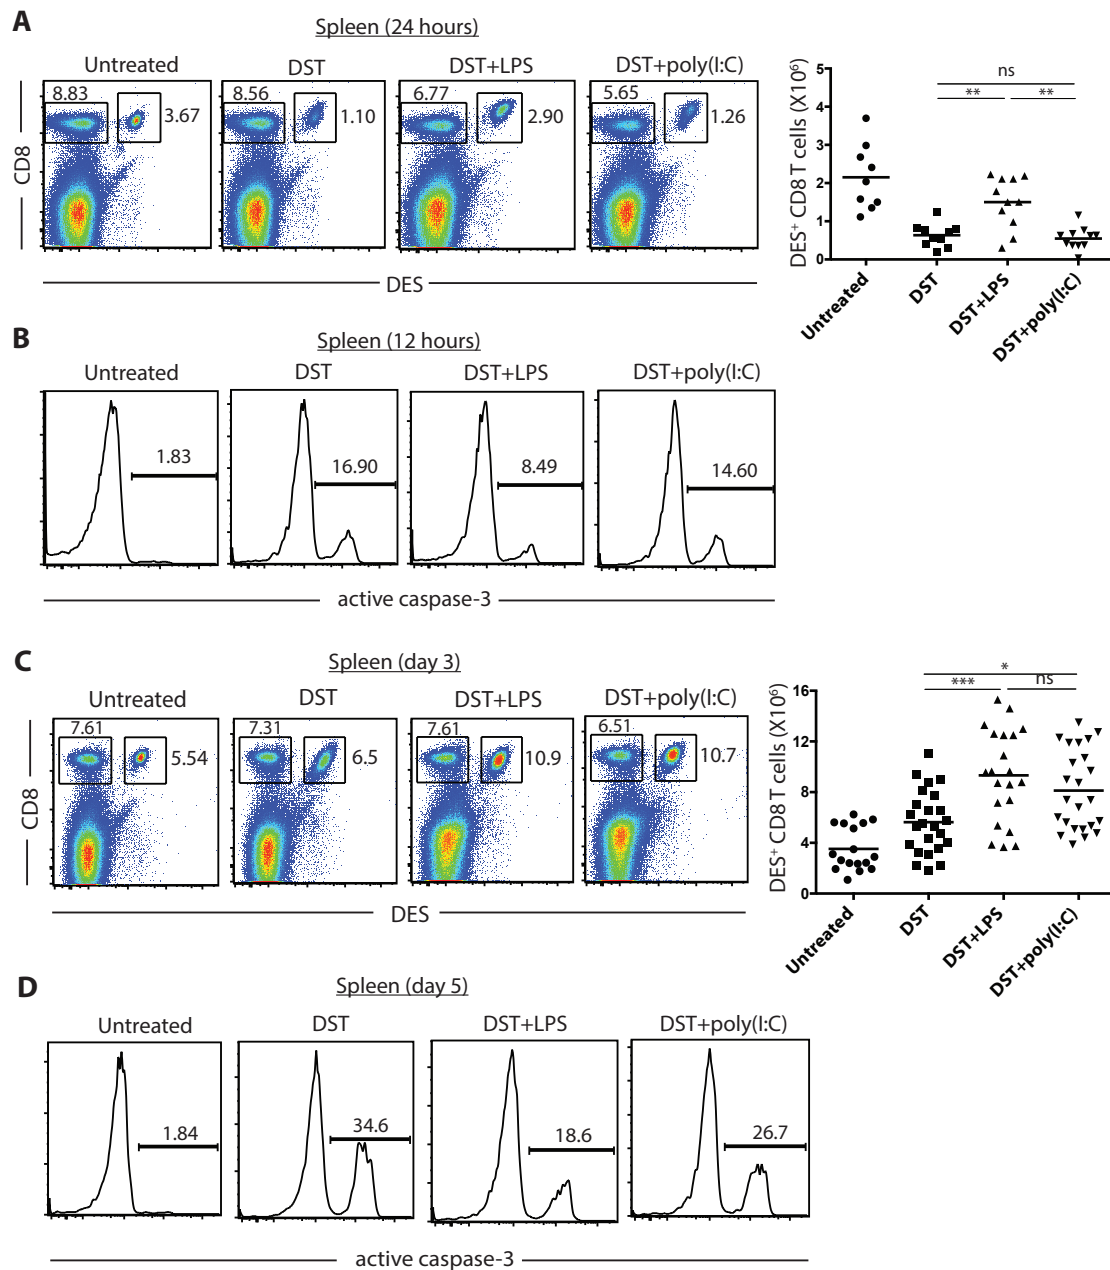 A
Spleen (24 hours)
Untreated DST DST+LPS DST+poly(I:C)
8.83 3.67 8.56 1.10 6.77 2.90 5.65 1.26
CD8
DES
DES⁺ CD8 T cells (X10⁶)
5
4
3
2
1
0
ns
** **
Untreated DST DST+LPS DST+poly(I:C)
B
Spleen (12 hours)
Untreated DST DST+LPS DST+poly(I:C)
1.83 16.90 8.49 14.60
active caspase-3
C
Spleen (day 3)
Untreated DST DST+LPS DST+poly(I:C)
7.61 5.54 7.31 6.5 7.61 10.9 6.51 10.7
CD8
DES
DES⁺ CD8 T cells (X10⁶)
16
12
8
4
0
*
*** ns
Untreated DST DST+LPS DST+poly(I:C)
D
Spleen (day 5)
Untreated DST DST+LPS DST+poly(I:C)
1.84 34.6 18.6 26.7
active caspase-3